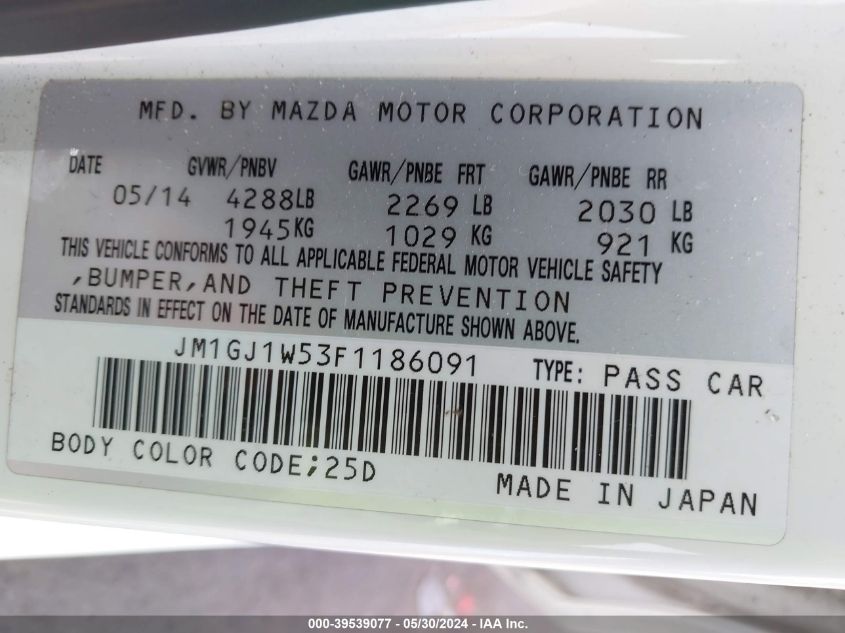 MFD. BY MAZDA MOTOR CORPORATION
DATE GVWR/PNBV GAWR/PNBE FRT GAWR/PNBE RR
05/14 4288LB 2269 LB 2030 LB
1945KG 1029 KG 921 KG
THIS VEHICLE CONFORMS TO ALL APPLICABLE FEDERAL MOTOR VEHICLE SAFETY
,BUMPER,AND THEFT PREVENTION
STANDARDS IN EFFECT ON THE DATE OF MANUFACTURE SHOWN ABOVE.
JM1GJ1W53F1186091 TYPE: PASS CAR
BODY COLOR CODE;25D
MADE IN JAPAN
000-39539077 - 05/30/2024 - IAA Inc.